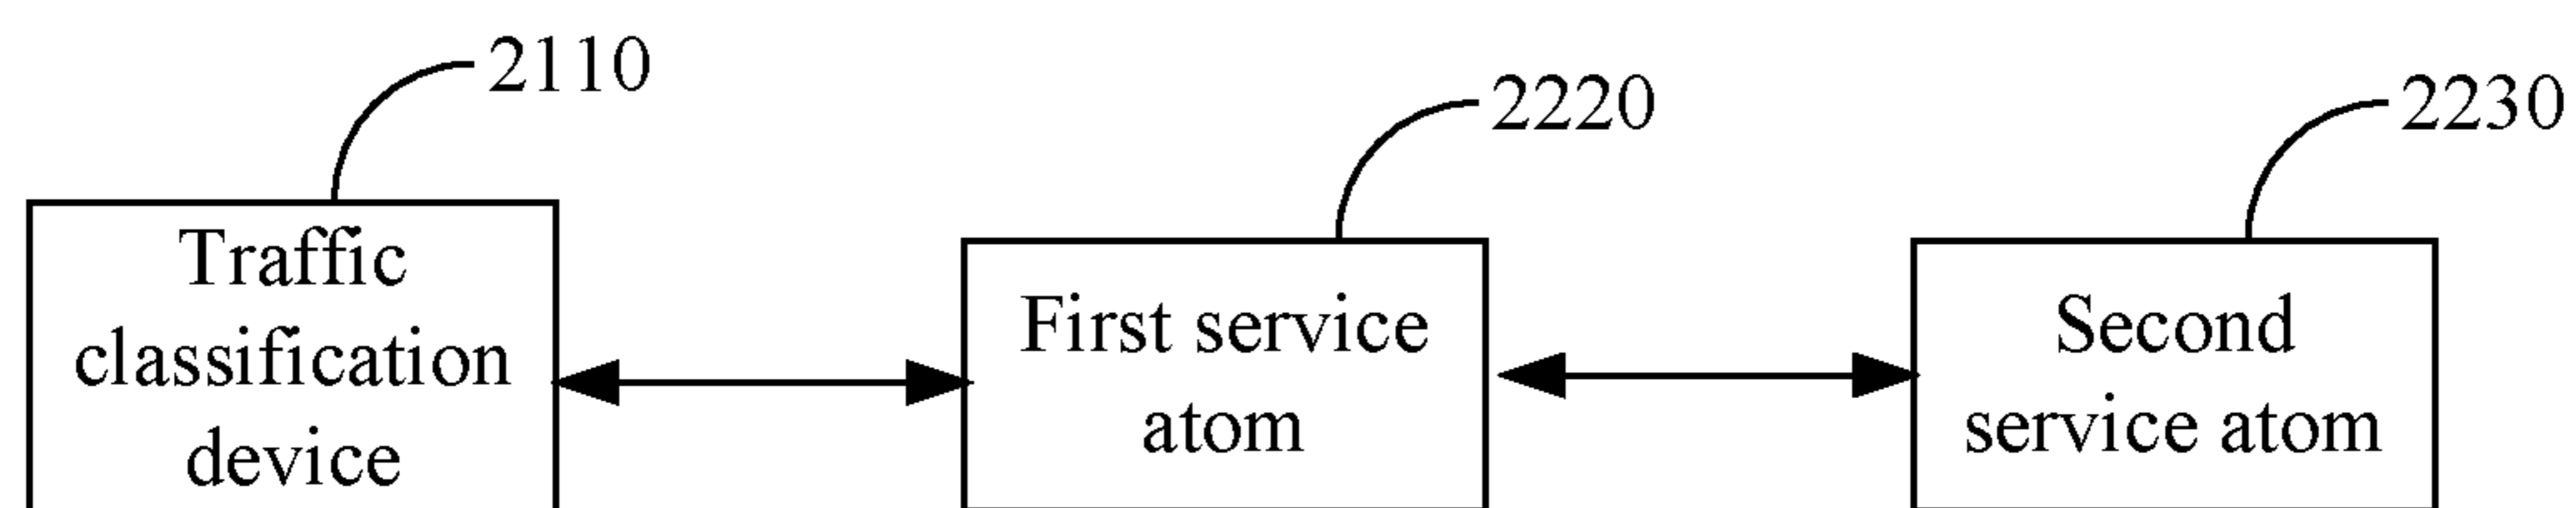 2110
2220
2230
Traffic
classification
device
First service
atom
Second
service atom